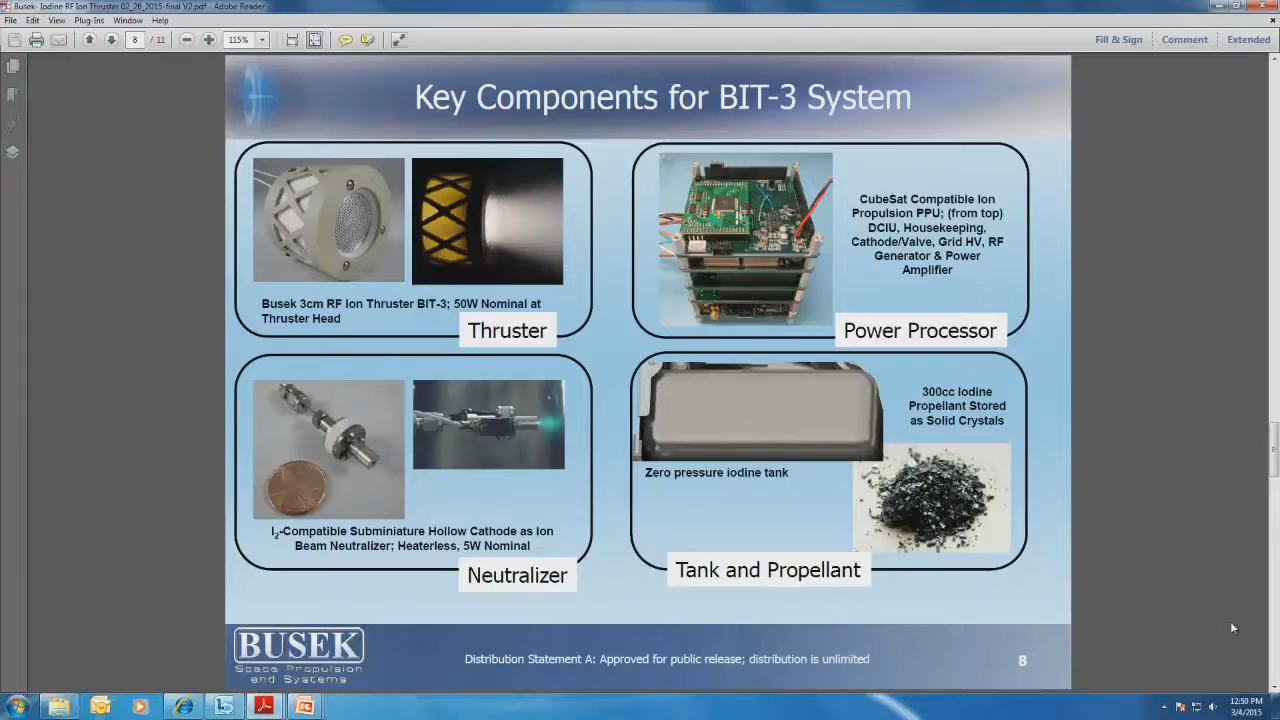 Busek- Iodine RF Ion Thruster 02_26_2015-final V2.pdf - Adobe Reader
File Edit View Plug-Ins Window Help
8 / 11 115% Fill & Sign Comment Extended
Key Components for BIT-3 System
Busek 3cm RF Ion Thruster BIT-3; 50W Nominal at
Thruster Head
Thruster
CubeSat Compatible Ion
Propulsion PPU; (from top)
DCIU, Housekeeping,
Cathode/Valve, Grid HV, RF
Generator & Power
Amplifier
Power Processor
I2-Compatible Subminiature Hollow Cathode as Ion
Beam Neutralizer; Heaterless, 5W Nominal
Neutralizer
300cc Iodine
Propellant Stored
as Solid Crystals
Zero pressure iodine tank
Tank and Propellant
BUSEK
Space Propulsion
and Systems
Distribution Statement A: Approved for public release; distribution is unlimited
8
12:50 PM
3/4/2015